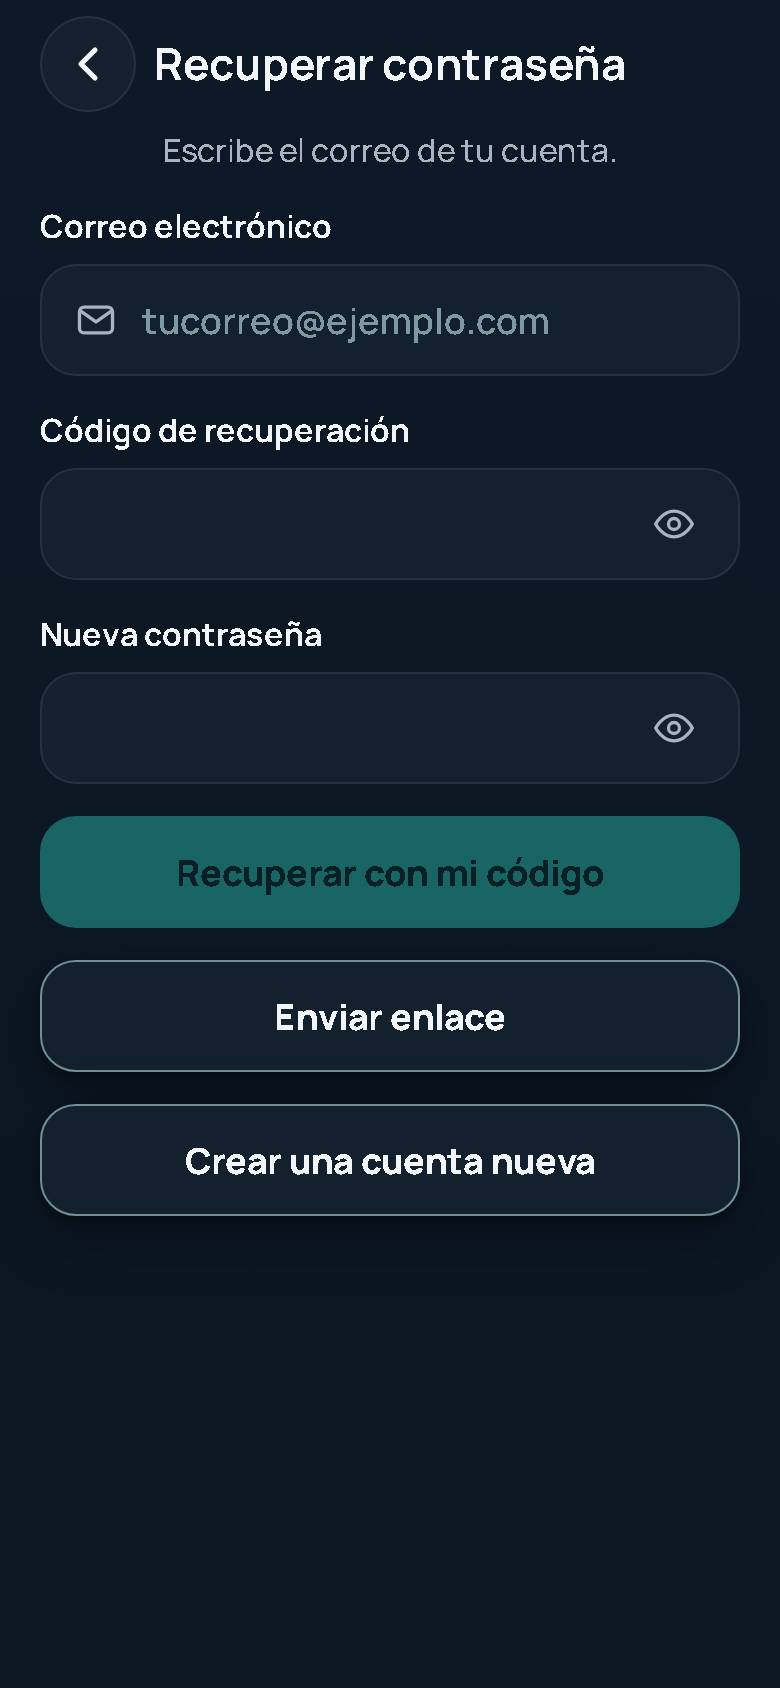 Recuperar contraseña
Escribe el correo de tu cuenta.
Correo electrónico
tucorreo@ejemplo.com
Código de recuperación
Nueva contraseña
Recuperar con mi código
Enviar enlace
Crear una cuenta nueva